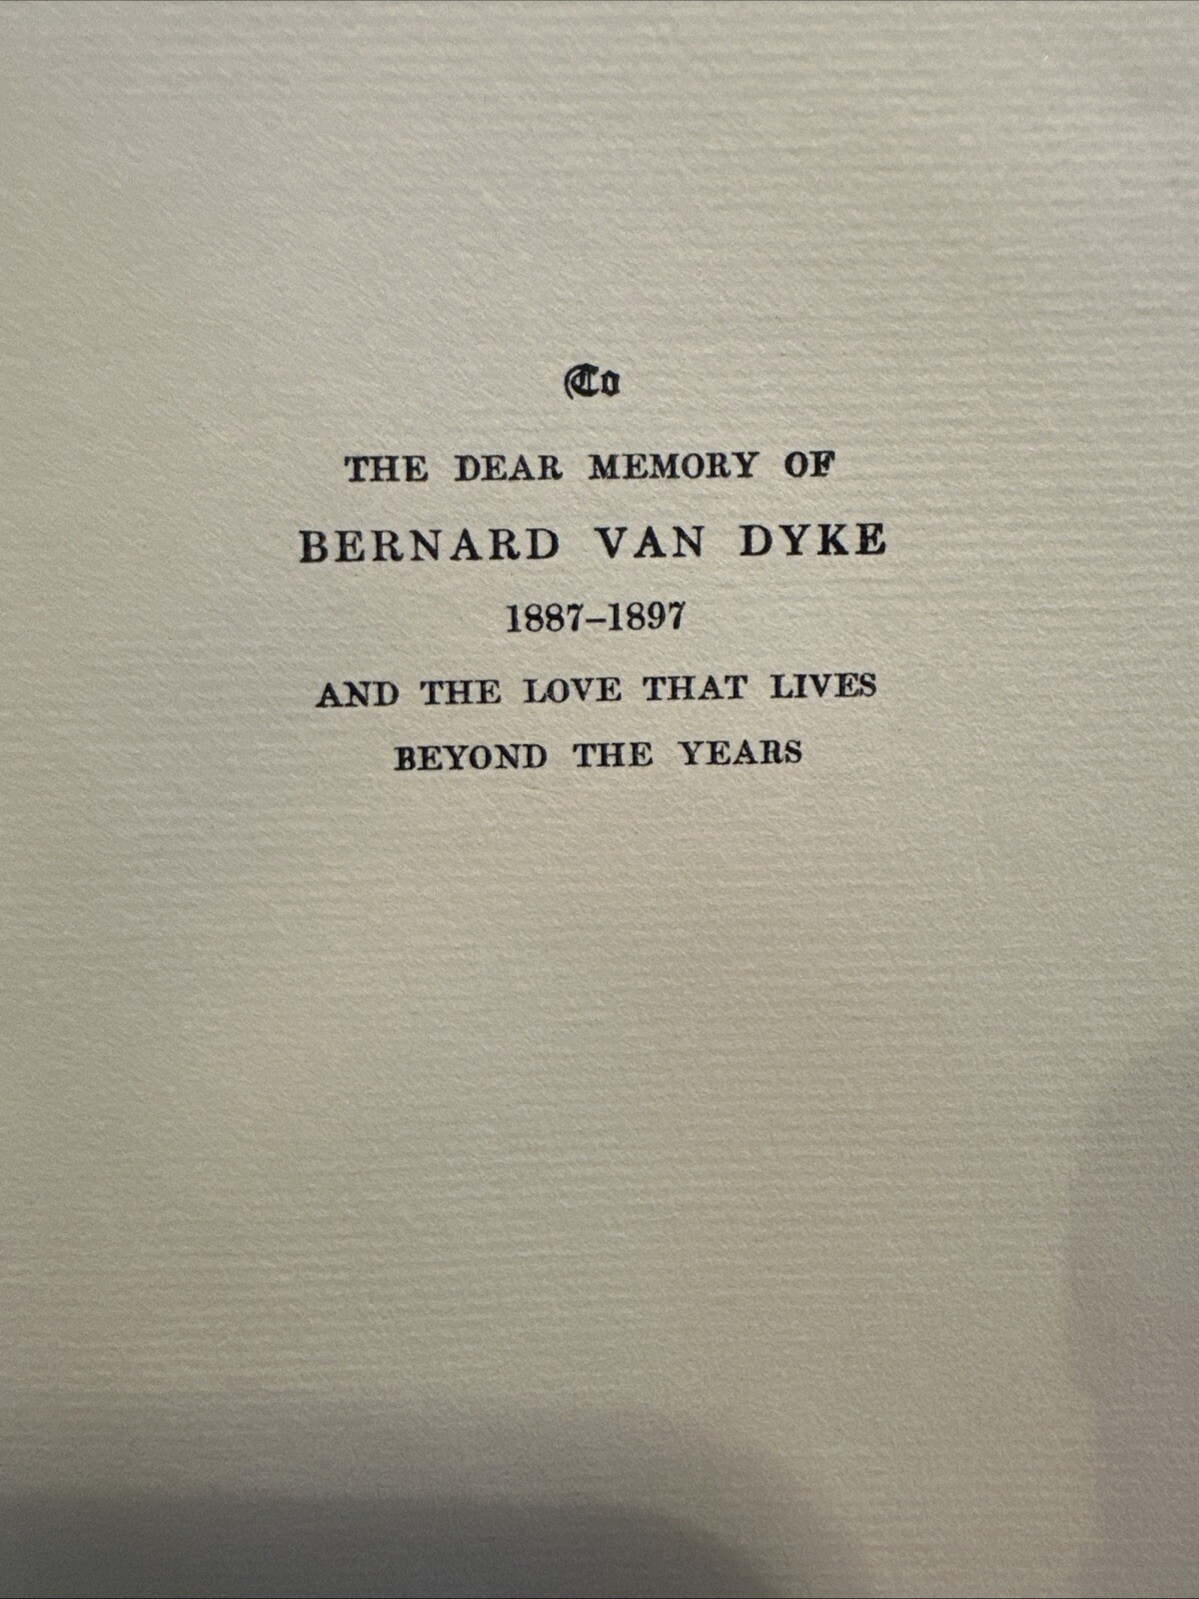 To
THE DEAR MEMORY OF
BERNARD VAN DYKE
1887–1897
AND THE LOVE THAT LIVES
BEYOND THE YEARS